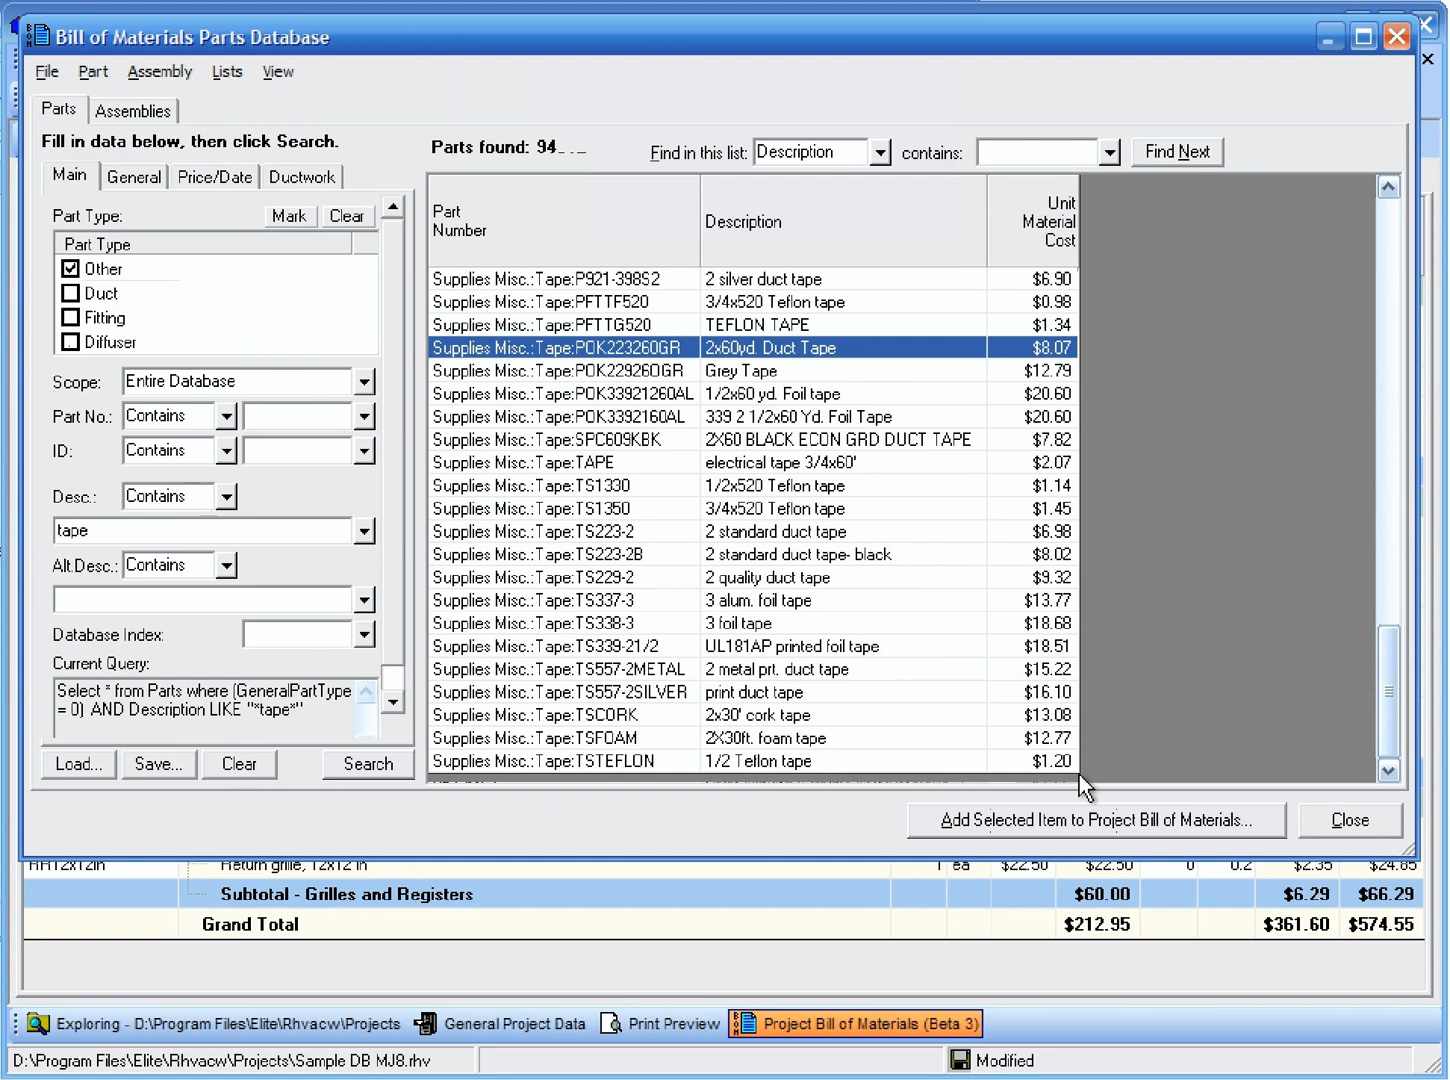 Bill of Materials Parts Database
File Part Assembly Lists View
Parts Assemblies
Fill in data below, then click Search.
Parts found: 94
Find in this list: Description contains: Find Next
Main General Price/Date Ductwork
Part Type: Mark Clear
Part Type
Other
Duct
Fitting
Diffuser
Scope: Entire Database
Part No.: Contains
ID: Contains
Desc.: Contains
tape
Alt.Desc.: Contains
Database Index:
Current Query:
Select * from Parts where (GeneralPartType
= 0) AND Description LIKE "*tape*"
Load... Save... Clear Search
Part Number Description Unit Material Cost
Supplies Misc.:Tape:P921-398S2 2 silver duct tape $6.90
Supplies Misc.:Tape:PFTTF520 3/4x520 Teflon tape $0.98
Supplies Misc.:Tape:PFTTG520 TEFLON TAPE $1.34
Supplies Misc.:Tape:POK223260GR 2x60yd. Duct Tape $8.07
Supplies Misc.:Tape:POK229260GR Grey Tape $12.79
Supplies Misc.:Tape:POK33921260AL 1/2x60 yd. Foil tape $20.60
Supplies Misc.:Tape:POK3392160AL 339 2 1/2x60 Yd. Foil Tape $20.60
Supplies Misc.:Tape:SPC609KBK 2X60 BLACK ECON GRD DUCT TAPE $7.82
Supplies Misc.:Tape:TAPE electrical tape 3/4x60' $2.07
Supplies Misc.:Tape:TS1330 1/2x520 Teflon tape $1.14
Supplies Misc.:Tape:TS1350 3/4x520 Teflon tape $1.45
Supplies Misc.:Tape:TS223-2 2 standard duct tape $6.98
Supplies Misc.:Tape:TS223-2B 2 standard duct tape- black $8.02
Supplies Misc.:Tape:TS229-2 2 quality duct tape $9.32
Supplies Misc.:Tape:TS337-3 3 alum. foil tape $13.77
Supplies Misc.:Tape:TS338-3 3 foil tape $18.68
Supplies Misc.:Tape:TS339-21/2 UL181AP printed foil tape $18.51
Supplies Misc.:Tape:TS557-2METAL 2 metal prt. duct tape $15.22
Supplies Misc.:Tape:TS557-2SILVER print duct tape $16.10
Supplies Misc.:Tape:TSCORK 2x30' cork tape $13.08
Supplies Misc.:Tape:TSFOAM 2X30ft. foam tape $12.77
Supplies Misc.:Tape:TSTEFLON 1/2 Teflon tape $1.20
Add Selected Item to Project Bill of Materials... Close
RR12x12in Return grille, 12x12 in 1 ea $22.50 $22.50 0 0.2 $2.35 $24.85
Subtotal - Grilles and Registers $60.00 $6.29 $66.29
Grand Total $212.95 $361.60 $574.55
Exploring - D:\Program Files\Elite\Rhvacw\Projects General Project Data Print Preview Project Bill of Materials (Beta 3)
D:\Program Files\Elite\Rhvacw\Projects\Sample DB MJ8.rhv Modified